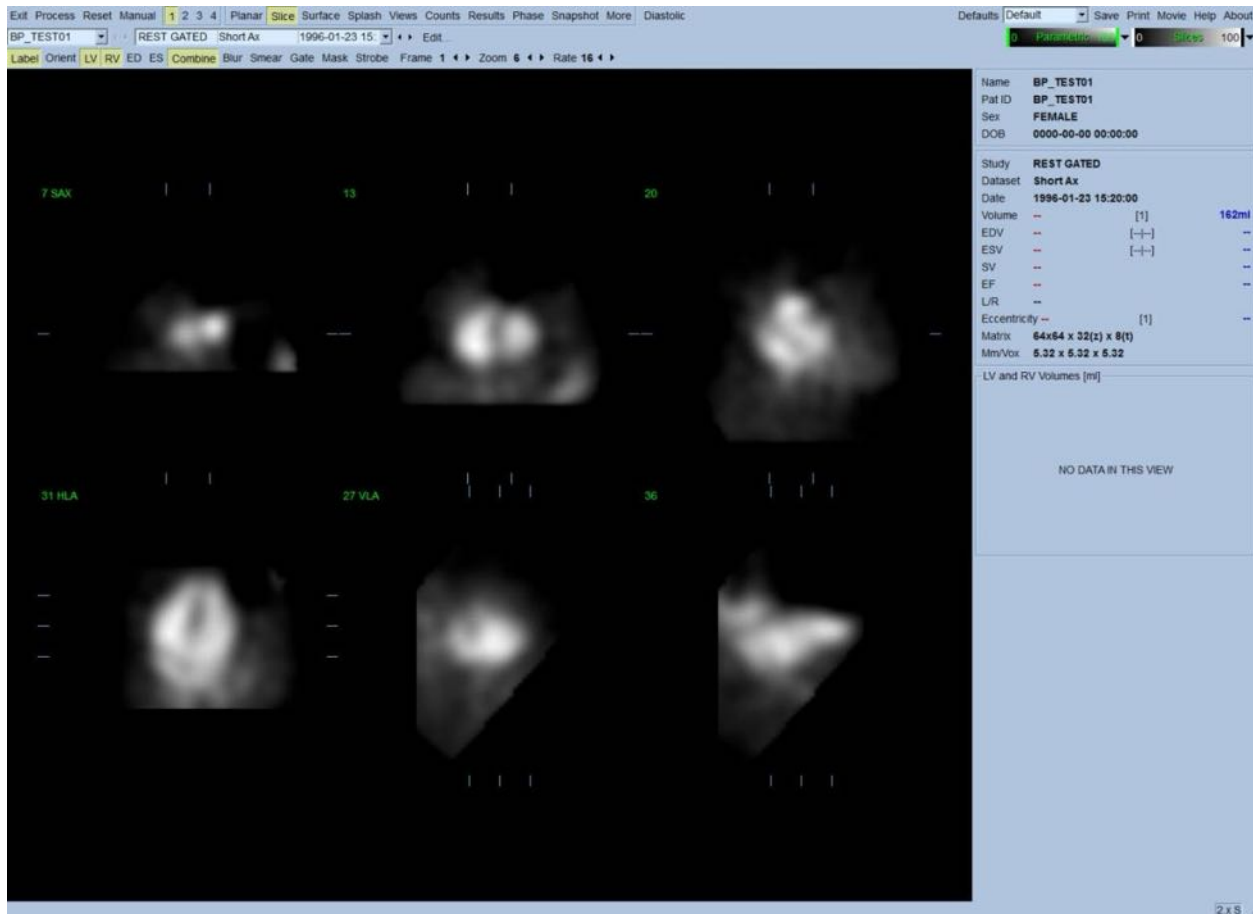 Exit Process Reset Manual 1 2 3 4 Planar Slice Surface Splash Views Counts Results Phase Snapshot More Diastolic Defaults Default Save Print Movie Help About
BP_TEST01 REST GATED Short Ax 1996-01-23 15: Edit... 0 Parametric 0 Slices 100
Label Orient LV RV ED ES Combine Blur Smear Gate Mask Strobe Frame 1 Zoom 6 Rate 16
Name BP_TEST01
Pat ID BP_TEST01
Sex FEMALE
DOB 0000-00-00 00:00:00
Study REST GATED
Dataset Short Ax
Date 1996-01-23 15:20:00
Volume -- [1] 162ml
EDV -- [--|--] --
ESV -- [--|--] --
SV -- --
EF -- --
L/R --
Eccentricity -- [1] --
Matrix 64x64 x 32(z) x 8(t)
Mm/Vox 5.32 x 5.32 x 5.32
LV and RV Volumes [ml]
NO DATA IN THIS VIEW
7 SAX 13 20
31 HLA 27 VLA 36
2 x S